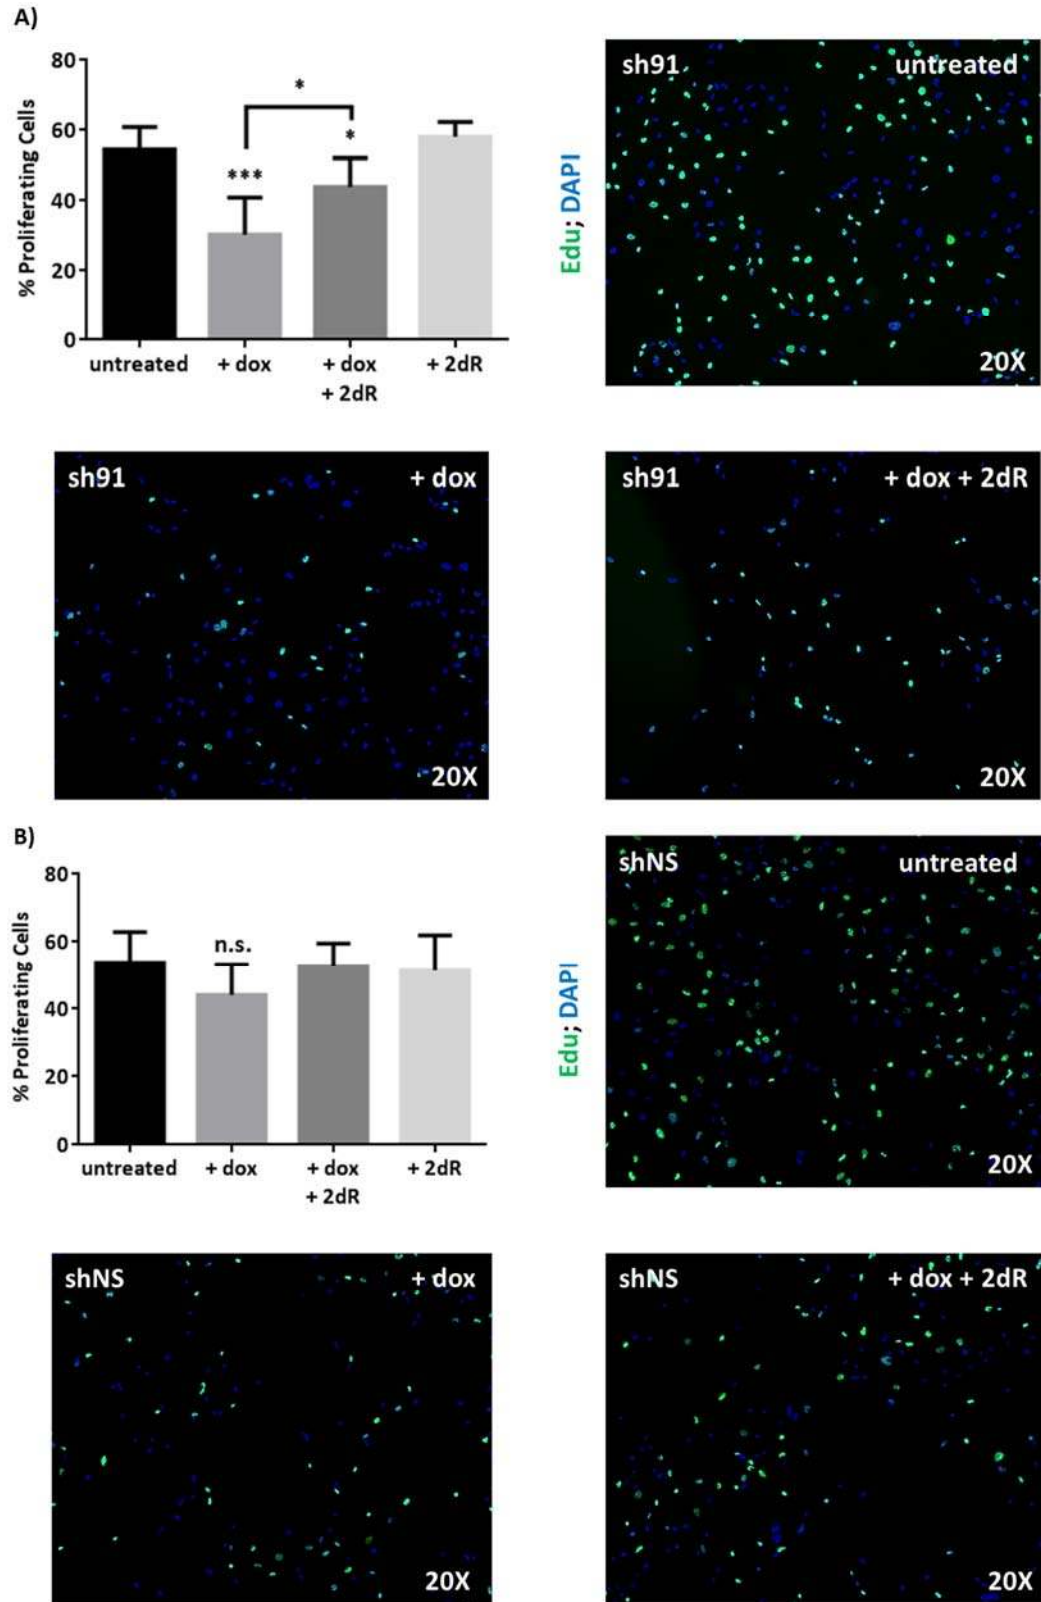 A)
% Proliferating Cells
80
60
40
20
0
*
***
*
untreated
+ dox
+ dox
+ 2dR
+ 2dR
Edu; DAPI
sh91 untreated
20X
sh91 + dox
20X
sh91 + dox + 2dR
20X
B)
% Proliferating Cells
80
60
40
20
0
n.s.
untreated
+ dox
+ dox
+ 2dR
+ 2dR
Edu; DAPI
shNS untreated
20X
shNS + dox
20X
shNS + dox + 2dR
20X